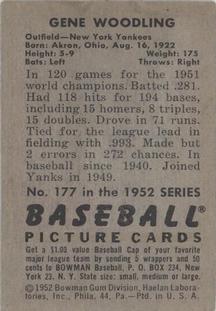 GENE WOODLING
Outfield—New York Yankees
Born: Akron, Ohio, Aug. 16, 1922
Height: 5-9 Weight: 175
Bats: Left Throws: Right
In 120 games for the 1951
world champions. Batted .281.
Had 118 hits for 194 bases,
including 15 homers, 8 triples,
15 doubles. Drove in 71 runs.
Tied for the league lead in
fielding with .993. Made but
2 errors in 272 chances. In
baseball since 1940. Joined
Yanks in 1949.
No. 177 in the 1952 SERIES
BASEBALL
PICTURE CARDS
Get a $1.00 value Baseball Cap of your favorite
major league team by sending 5 wrappers and 50
cents to BOWMAN Baseball, P. O. BOX 234, New
York 23, N. Y. State size, small, medium or large.
©1952 Bowman Gum Division, Haelan Labora-
tories, Inc., Phila. 44, Pa.—Ptd. in U. S. A.